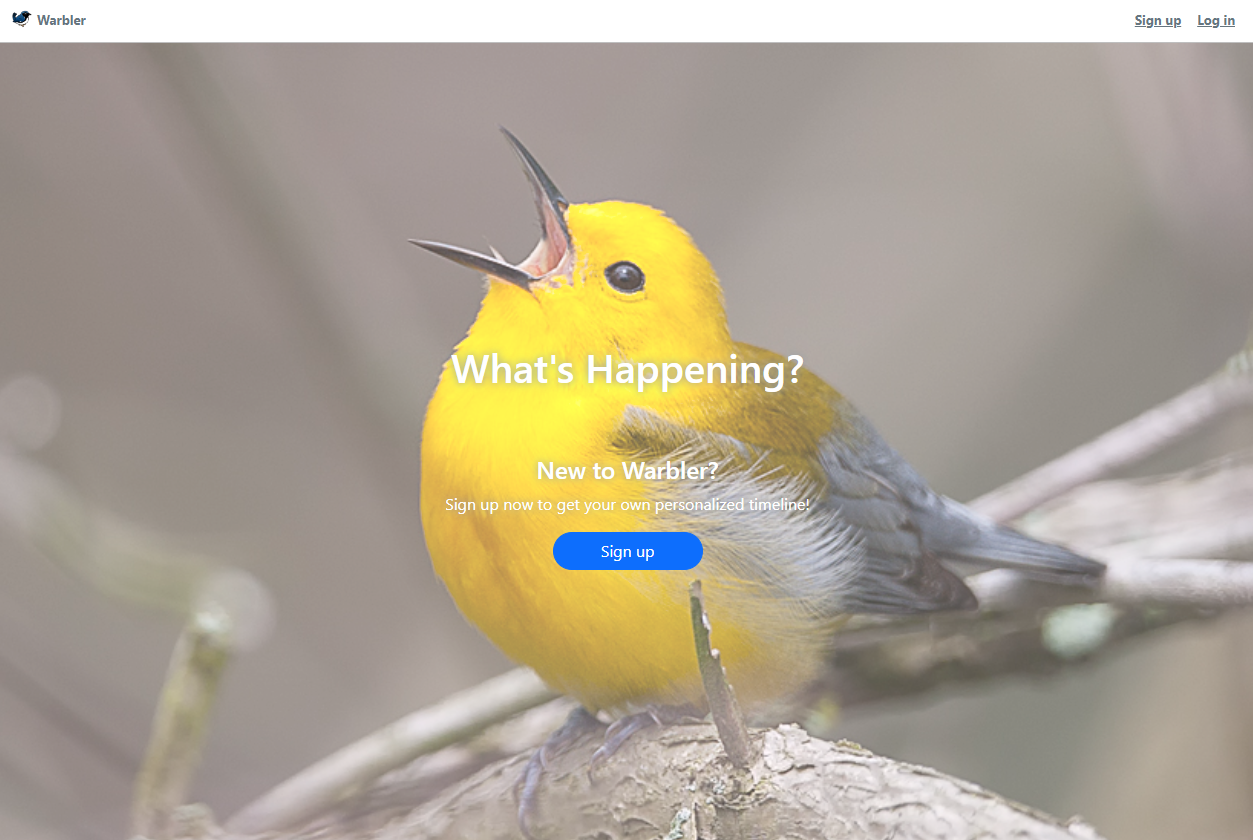 Warbler
Sign up
Log in
What's Happening?
New to Warbler?
Sign up now to get your own personalized timeline!
Sign up